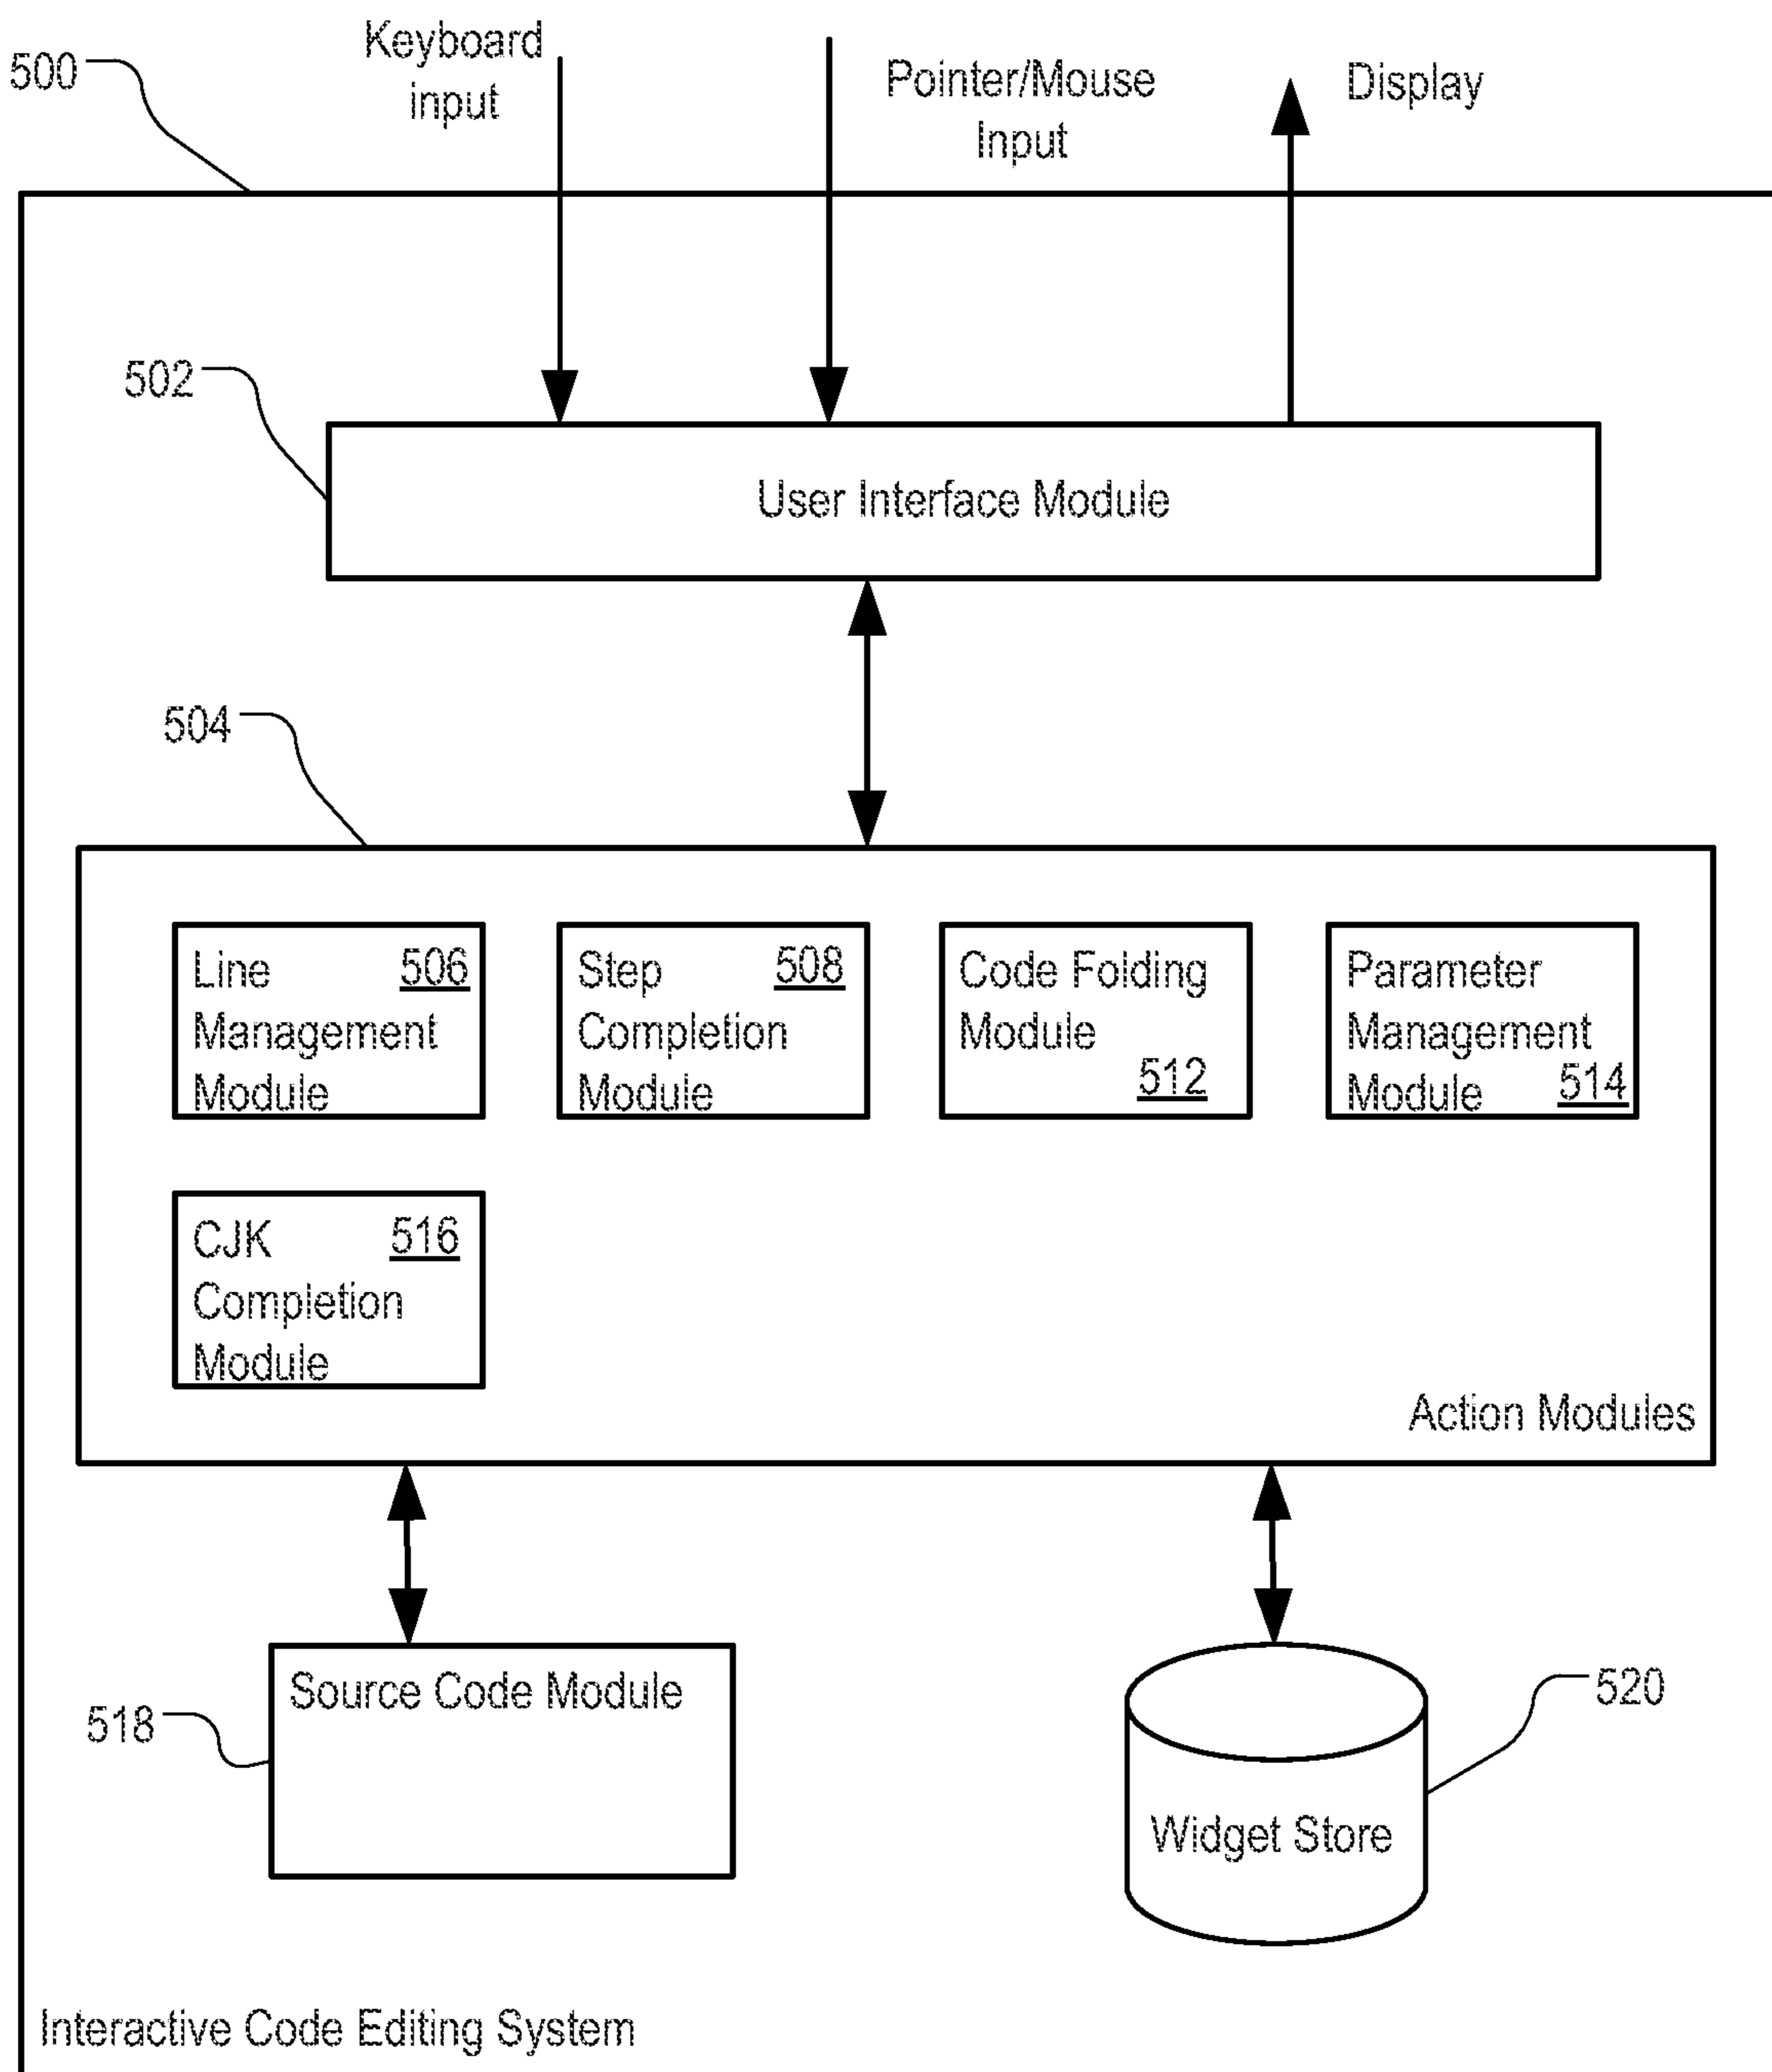 500
Keyboard
input
Pointer/Mouse
Input
Display
502
User Interface Module
504
Line 506
Management
Module
Step 508
Completion
Module
Code Folding
Module
512
Parameter
Management
Module 514
CJK 516
Completion
Module
Action Modules
518
Source Code Module
520
Widget Store
Interactive Code Editing System